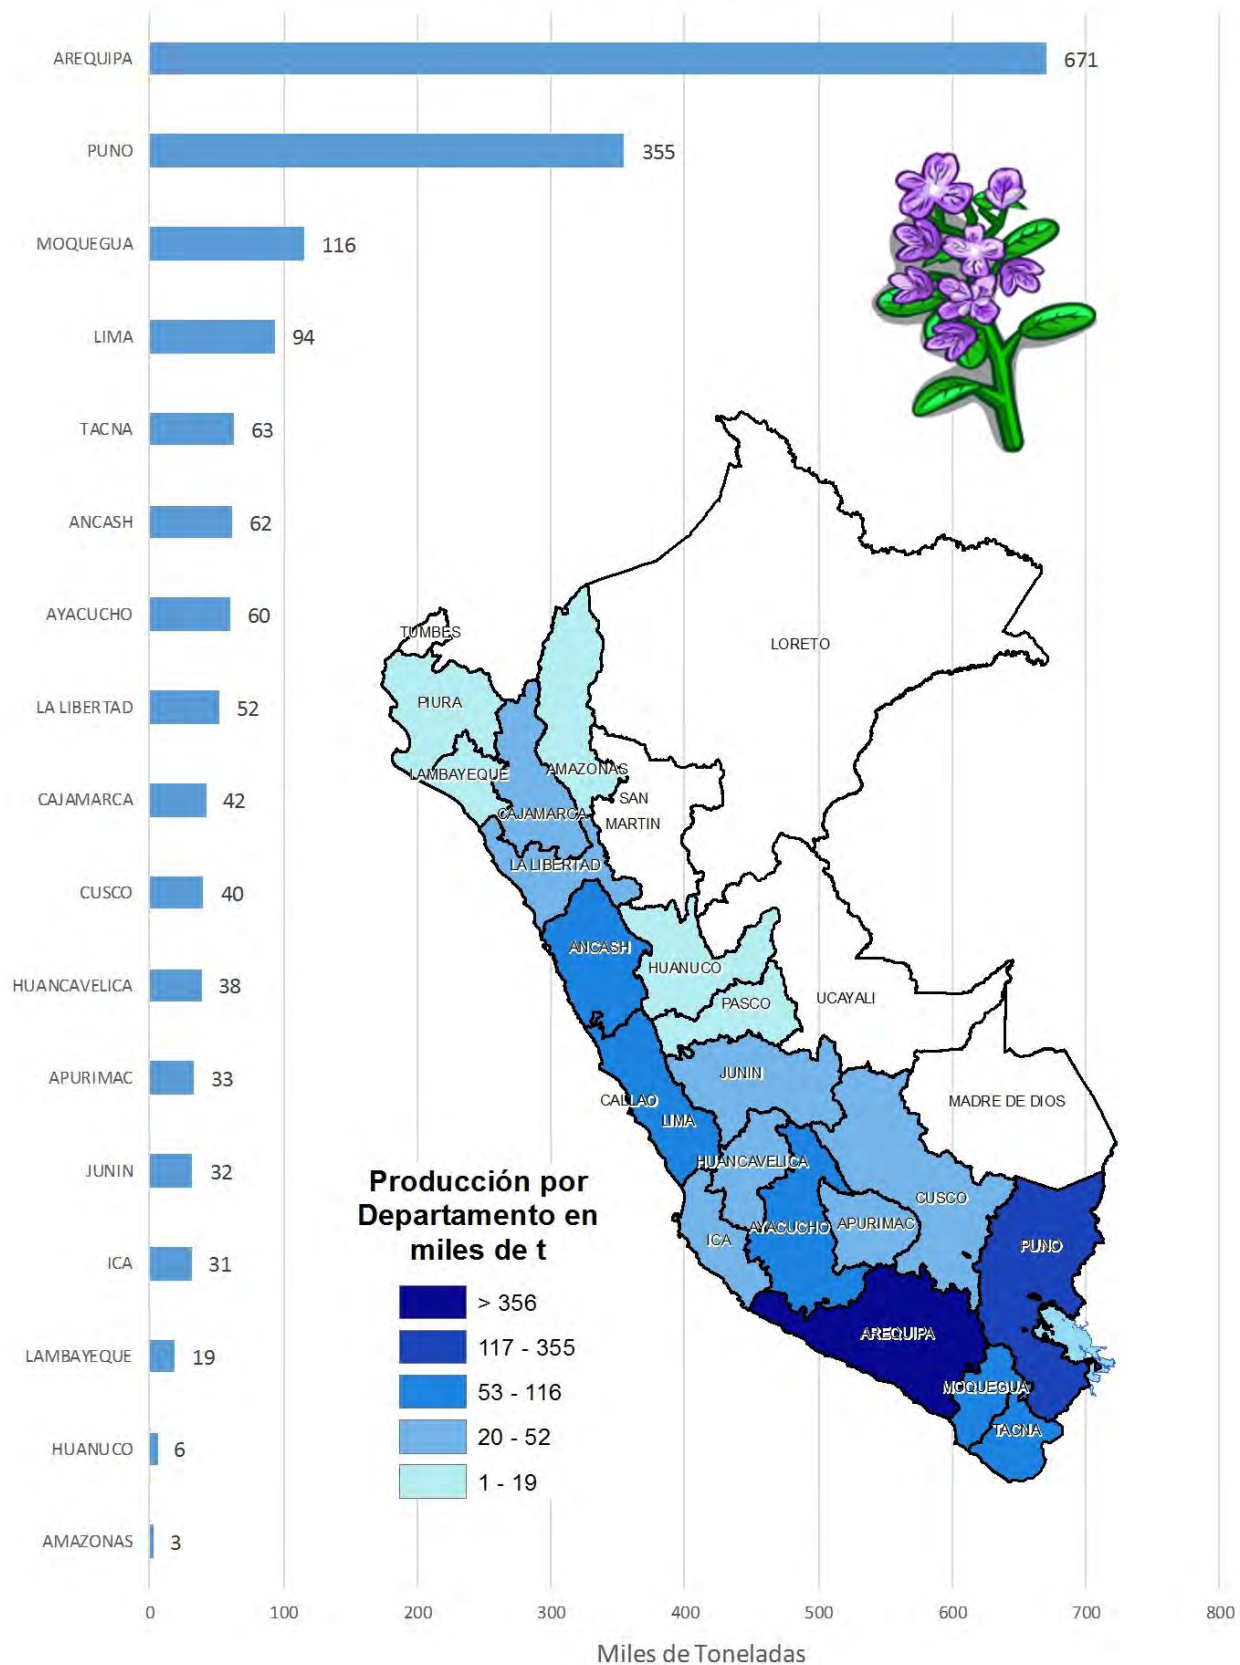 AREQUIPA 671
PUNO 355
MOQUEGUA 116
LIMA 94
TACNA 63
ANCASH 62
AYACUCHO 60
LA LIBERTAD 52
CAJAMARCA 42
CUSCO 40
HUANCAVELICA 38
APURIMAC 33
JUNIN 32
ICA 31
LAMBAYEQUE 19
HUANUCO 6
AMAZONAS 3
0 100 200 300 400 500 600 700 800
Miles de Toneladas
TUMBES
LORETO
PIURA
LAMBAYEQUE
AMAZONAS
SAN
MARTIN
CAJAMARCA
LA LIBERTAD
ANCASH
HUANUCO
PASCO
UCAYALI
JUNIN
CALLAO
LIMA
MADRE DE DIOS
HUANCAVELICA
CUSCO
AYACUCHO
APURIMAC
ICA
PUNO
AREQUIPA
MOQUEGUA
TACNA
Producción por
Departamento en
miles de t
> 356
117 - 355
53 - 116
20 - 52
1 - 19